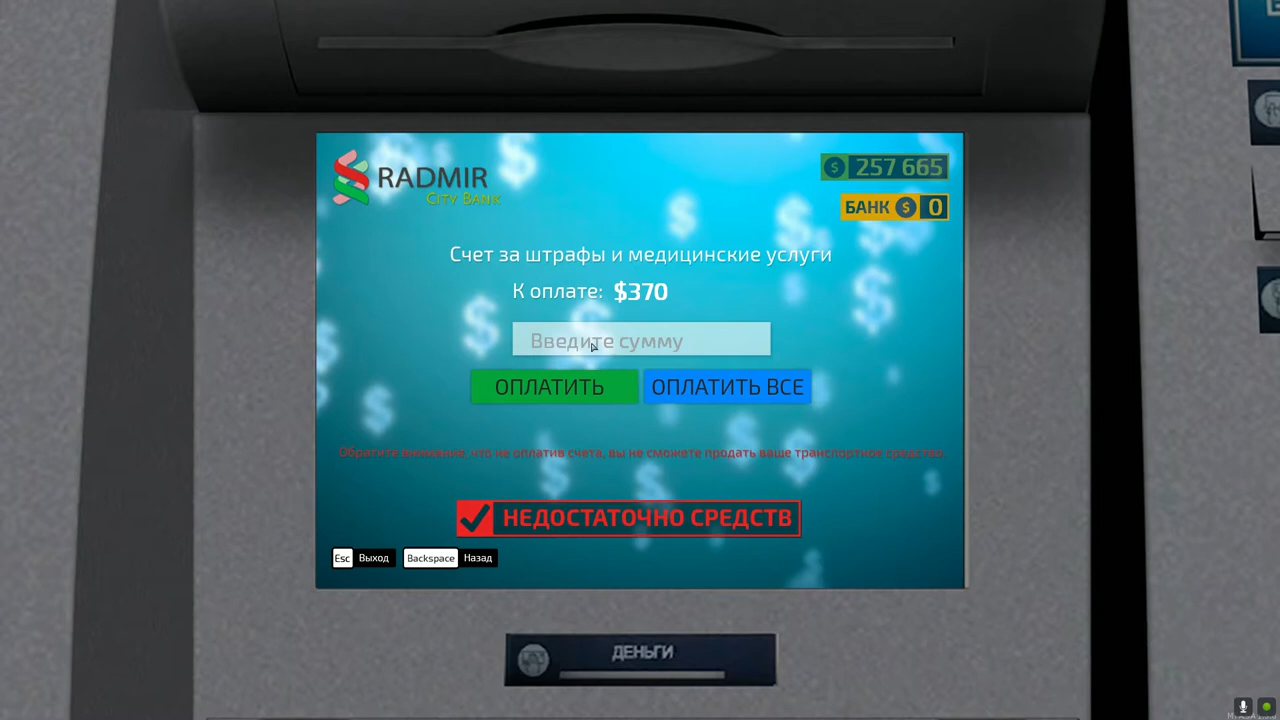 RADMIR
CITY BANK
$ 257 665
БАНК $ 0
Счет за штрафы и медицинские услуги
К оплате: $370
Введите сумму
ОПЛАТИТЬ
ОПЛАТИТЬ ВСЕ
Обратите внимание, что не оплатив счета, вы не сможете продать ваше транспортное средство.
НЕДОСТАТОЧНО СРЕДСТВ
Esc Выход Backspace Назад
ДЕНЬГИ